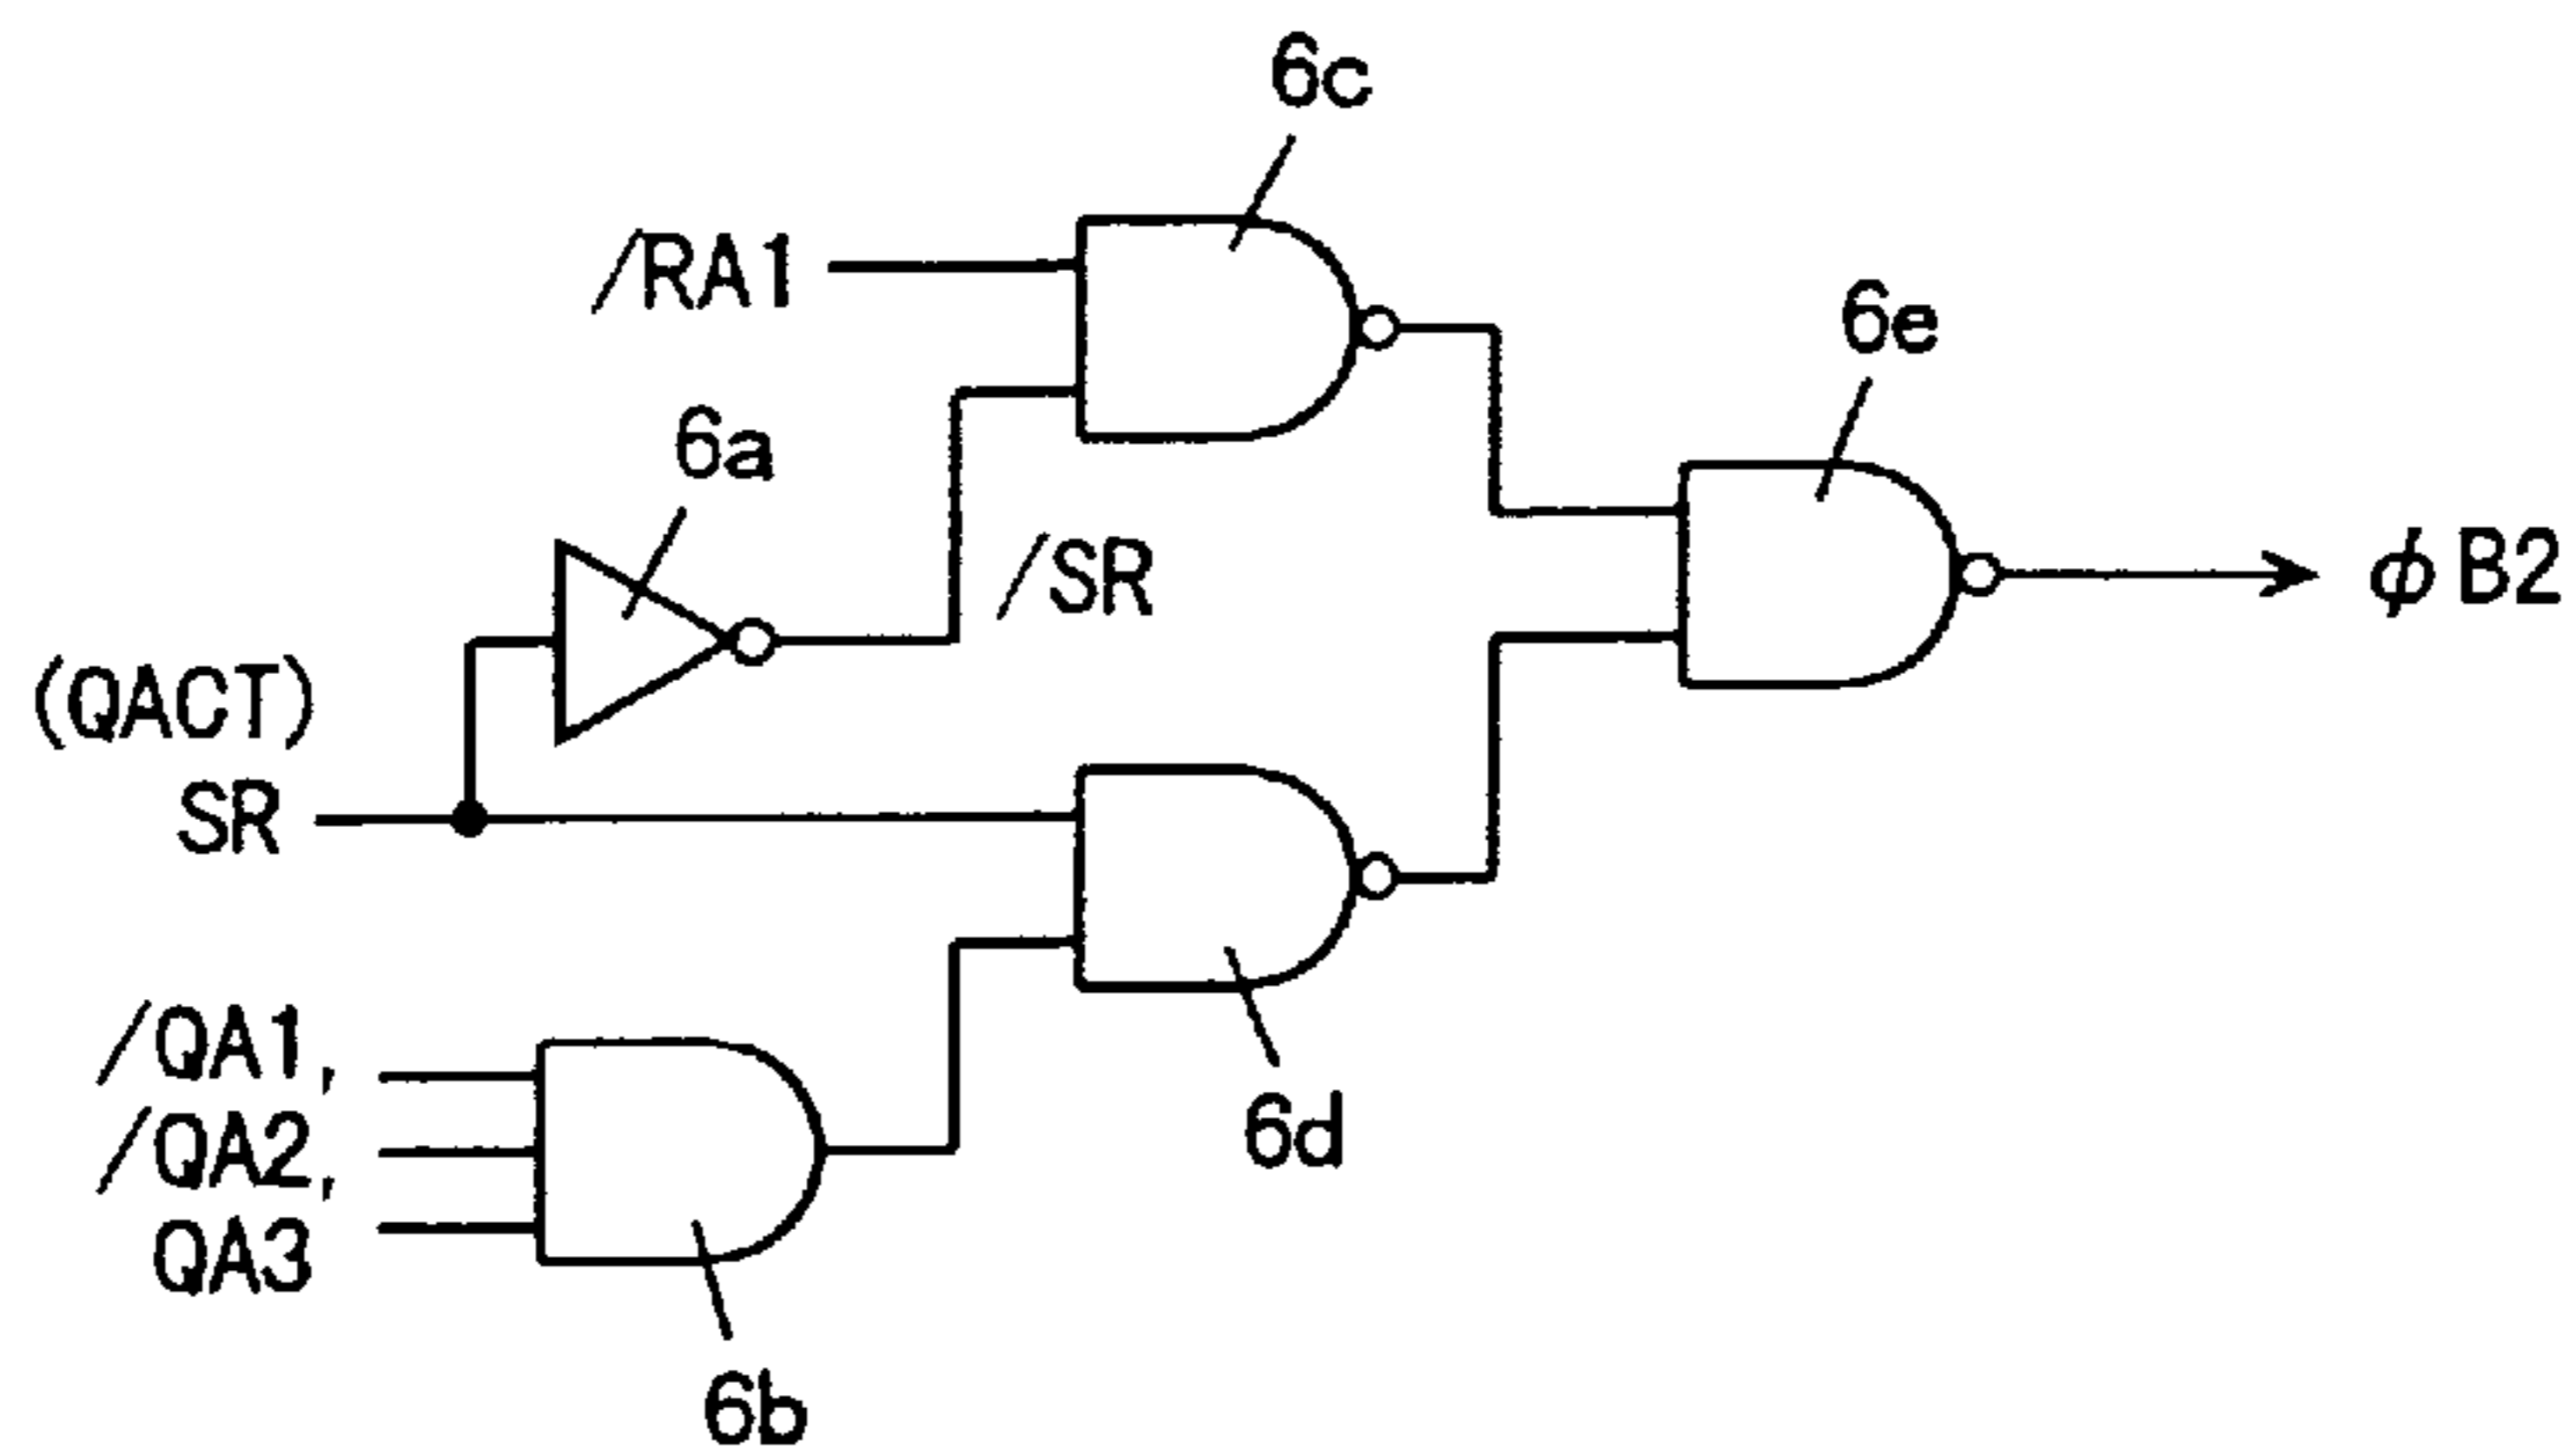 6c
/RA1
6e
6a
/SR
φB2
(QACT)
SR
/QA1,
/QA2,
QA3
6d
6b